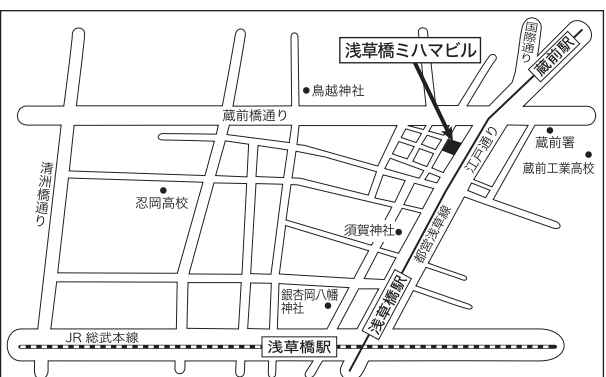 国際通り
蔵前駅
浅草橋ミハマビル
鳥越神社
蔵前橋通り
江戸通り
蔵前署
蔵前工業高校
清洲橋通り
忍岡高校
須賀神社
都営浅草線
銀杏岡八幡
神社
浅草橋駅
JR 総武本線
浅草橋駅